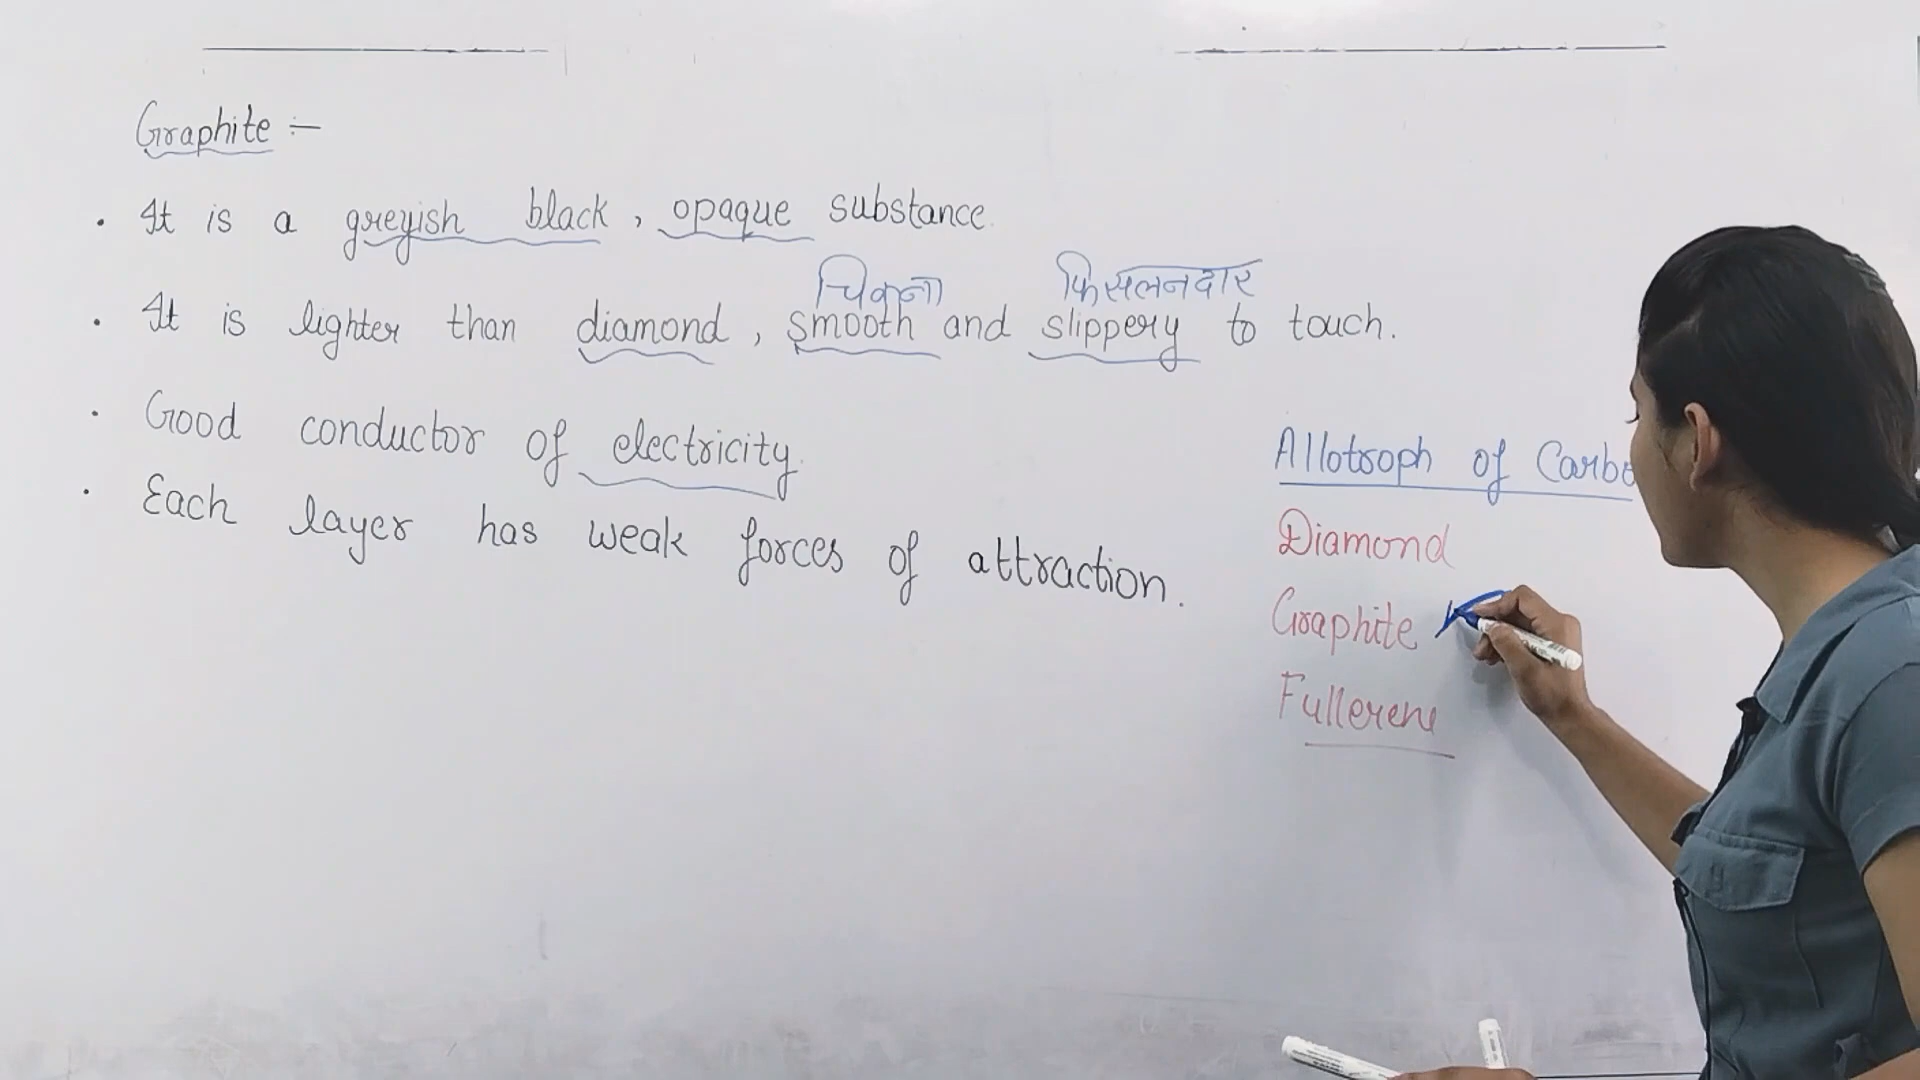 Graphite :-
• It is a greyish black, opaque substance.
चिकना फिसलनदार
• It is lighter than diamond, smooth and slippery to touch.
• Good conductor of electricity.
• Each layer has weak forces of attraction.
Allotroph of Carbo
Diamond
Graphite
Fullerene